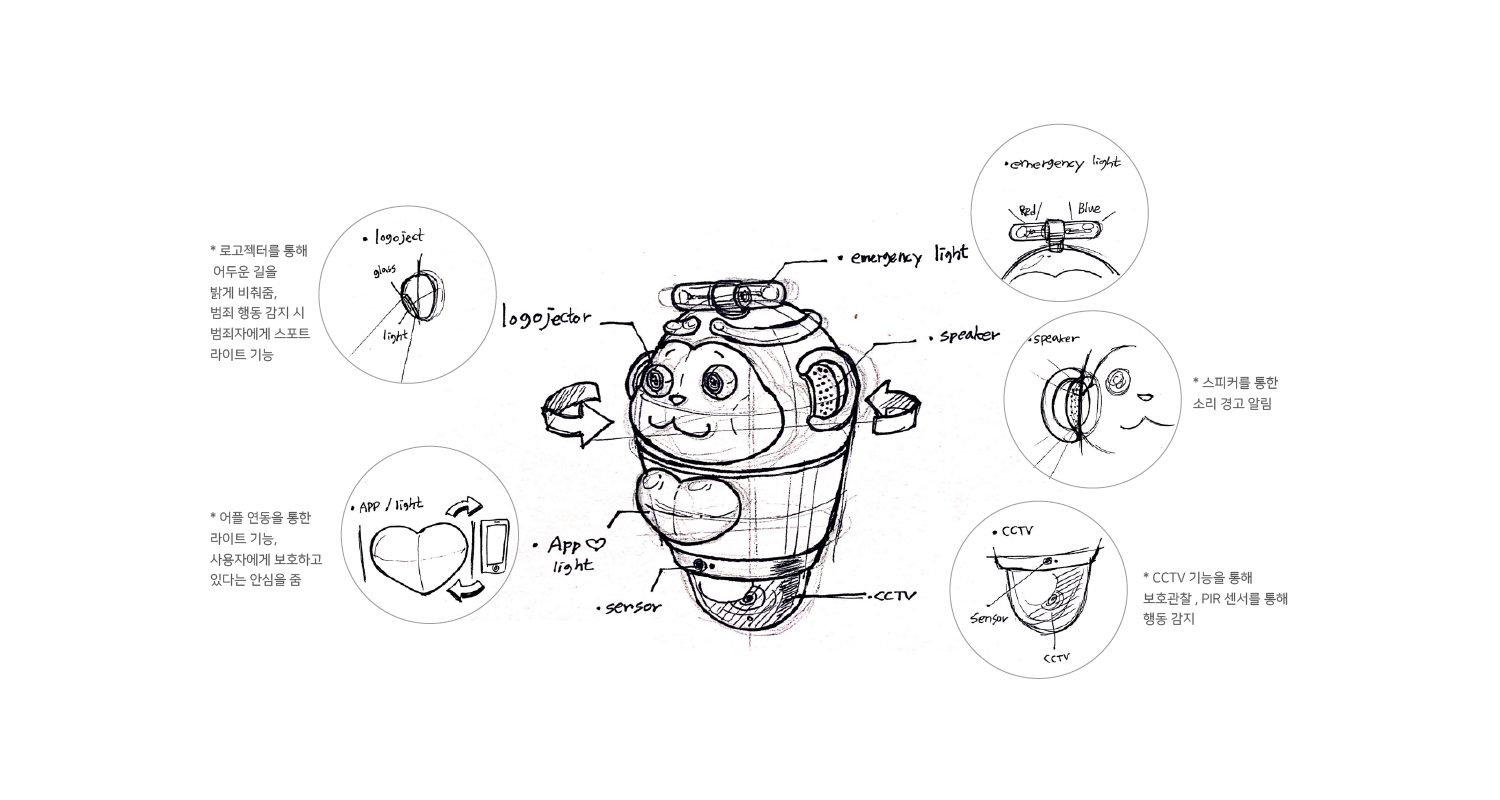 • logoject
glass
light
* 로고젝터를 통해
어두운 길을
밝게 비춰줌,
범죄 행동 감지 시
범죄자에게 스포트
라이트 기능
• APP / light
* 어플 연동을 통한
라이트 기능,
사용자에게 보호하고
있다는 안심을 줌
logojector
• emergency light
• speaker
• App ♡
light
• sensor
• CCTV
• emergency light
Red
Blue
• speaker
* 스피커를 통한
소리 경고 알림
• CCTV
sensor
CCTV
* CCTV 기능을 통해
보호관찰 , PIR 센서를 통해
행동 감지